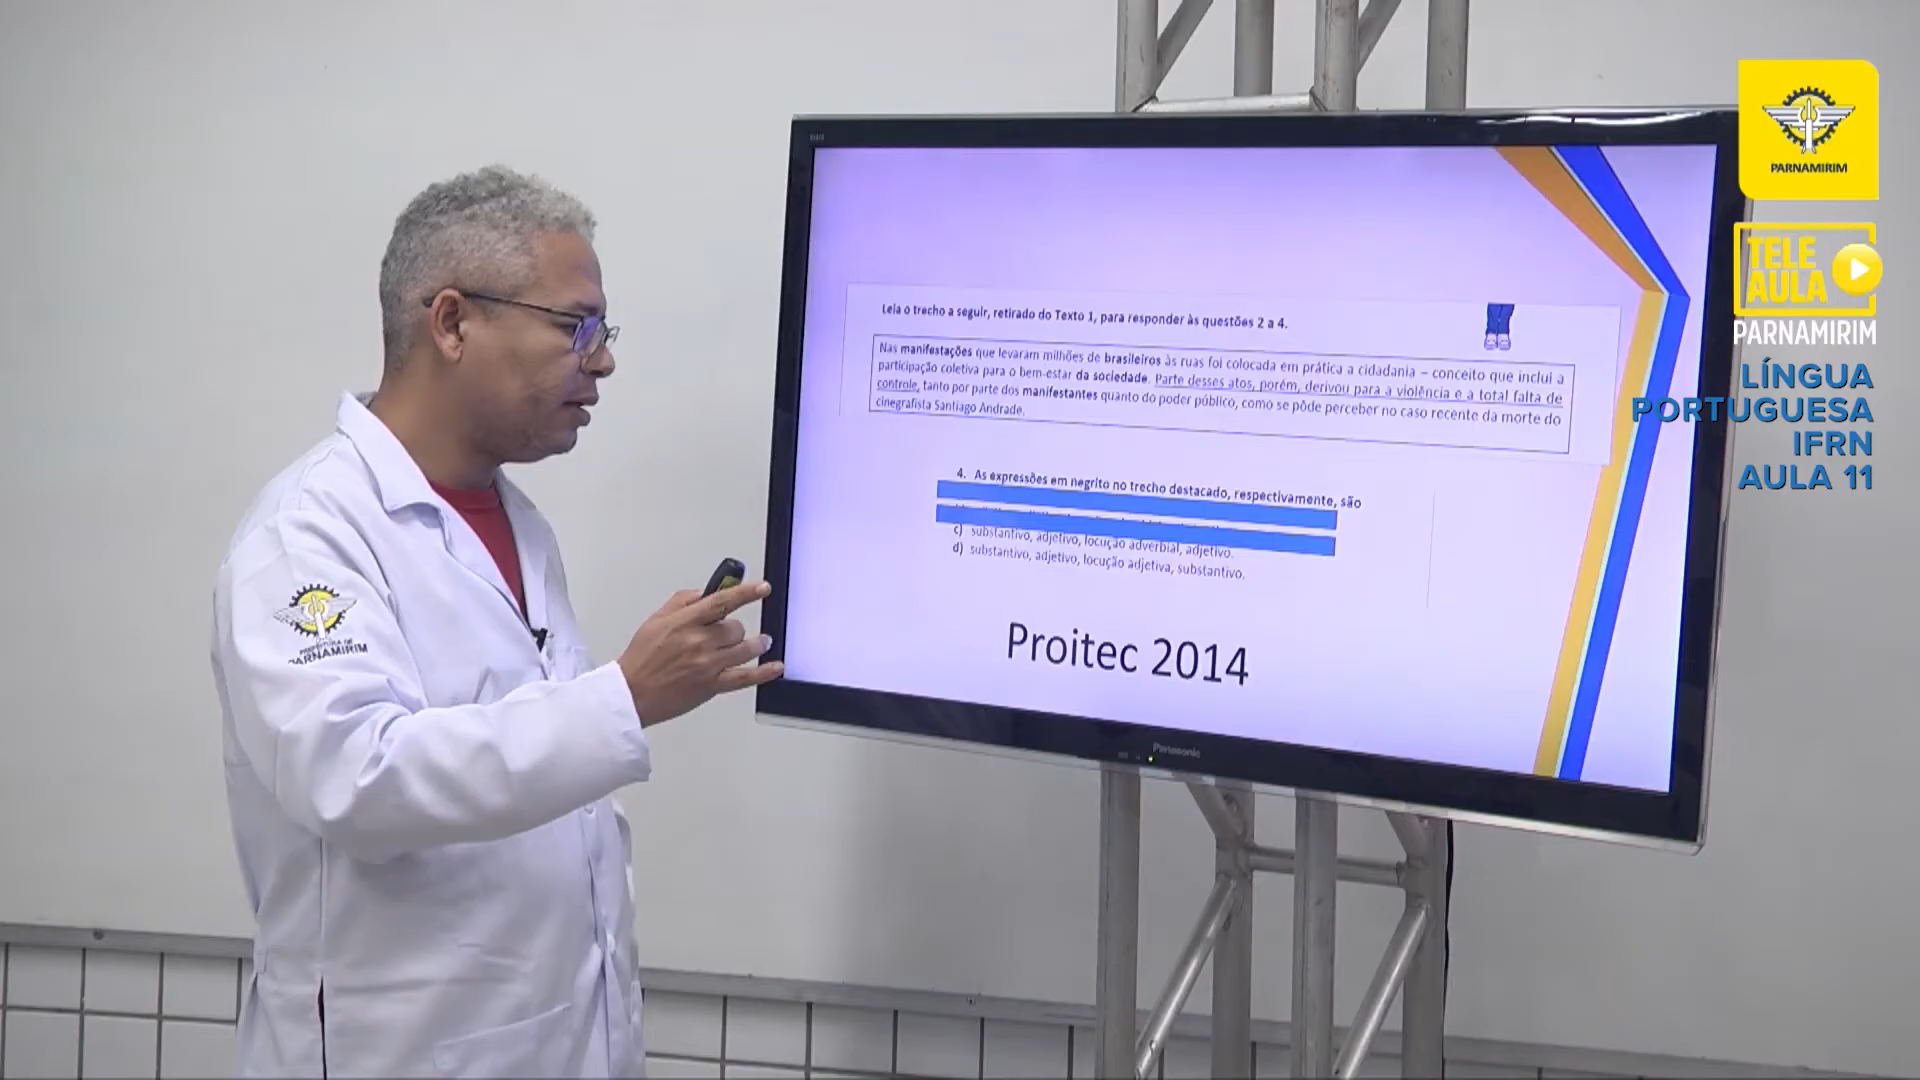 PARNAMIRIM
TELE
AULA
PARNAMIRIM
LÍNGUA
PORTUGUESA
IFRN
AULA 11
Leia o trecho a seguir, retirado do Texto 1, para responder às questões 2 a 4.
Nas manifestações que levaram milhões de brasileiros às ruas foi colocada em prática a cidadania – conceito que inclui a
participação coletiva para o bem-estar da sociedade. Parte desses atos, porém, derivou para a violência e a total falta de
controle, tanto por parte dos manifestantes quanto do poder público, como se pôde perceber no caso recente da morte do
cinegrafista Santiago Andrade.
4. As expressões em negrito no trecho destacado, respectivamente, são
c) substantivo, adjetivo, locução adverbial, adjetivo.
d) substantivo, adjetivo, locução adjetiva, substantivo.
Proitec 2014
Panasonic
PREFEITURA DE
PARNAMIRIM